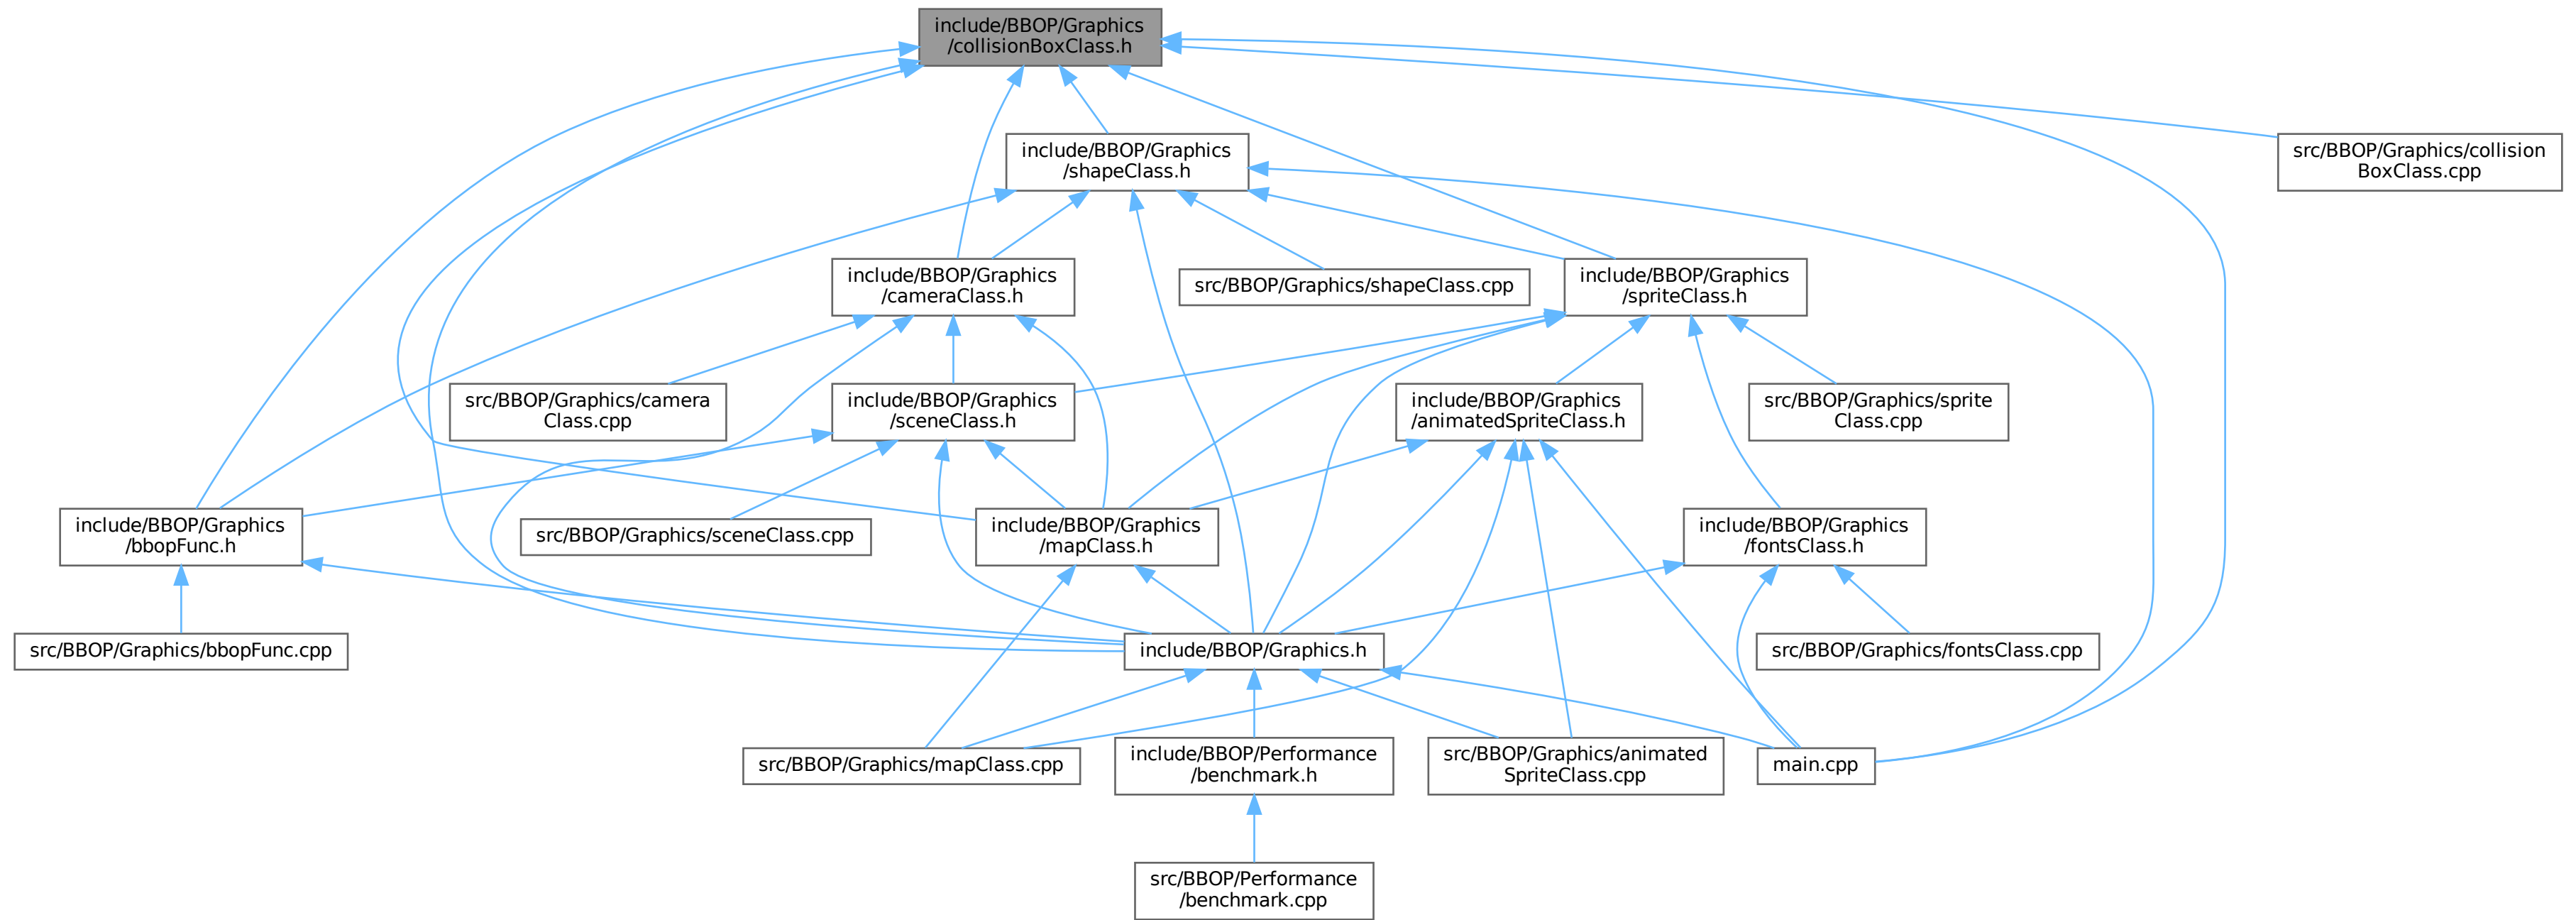 include/BBOP/Graphics
/collisionBoxClass.h
include/BBOP/Graphics
/shapeClass.h
src/BBOP/Graphics/collision
BoxClass.cpp
include/BBOP/Graphics
/cameraClass.h
src/BBOP/Graphics/shapeClass.cpp
include/BBOP/Graphics
/spriteClass.h
src/BBOP/Graphics/camera
Class.cpp
include/BBOP/Graphics
/sceneClass.h
include/BBOP/Graphics
/animatedSpriteClass.h
src/BBOP/Graphics/sprite
Class.cpp
include/BBOP/Graphics
/bbopFunc.h
src/BBOP/Graphics/sceneClass.cpp
include/BBOP/Graphics
/mapClass.h
include/BBOP/Graphics
/fontsClass.h
src/BBOP/Graphics/bbopFunc.cpp
include/BBOP/Graphics.h
src/BBOP/Graphics/fontsClass.cpp
src/BBOP/Graphics/mapClass.cpp
include/BBOP/Performance
/benchmark.h
src/BBOP/Graphics/animated
SpriteClass.cpp
main.cpp
src/BBOP/Performance
/benchmark.cpp